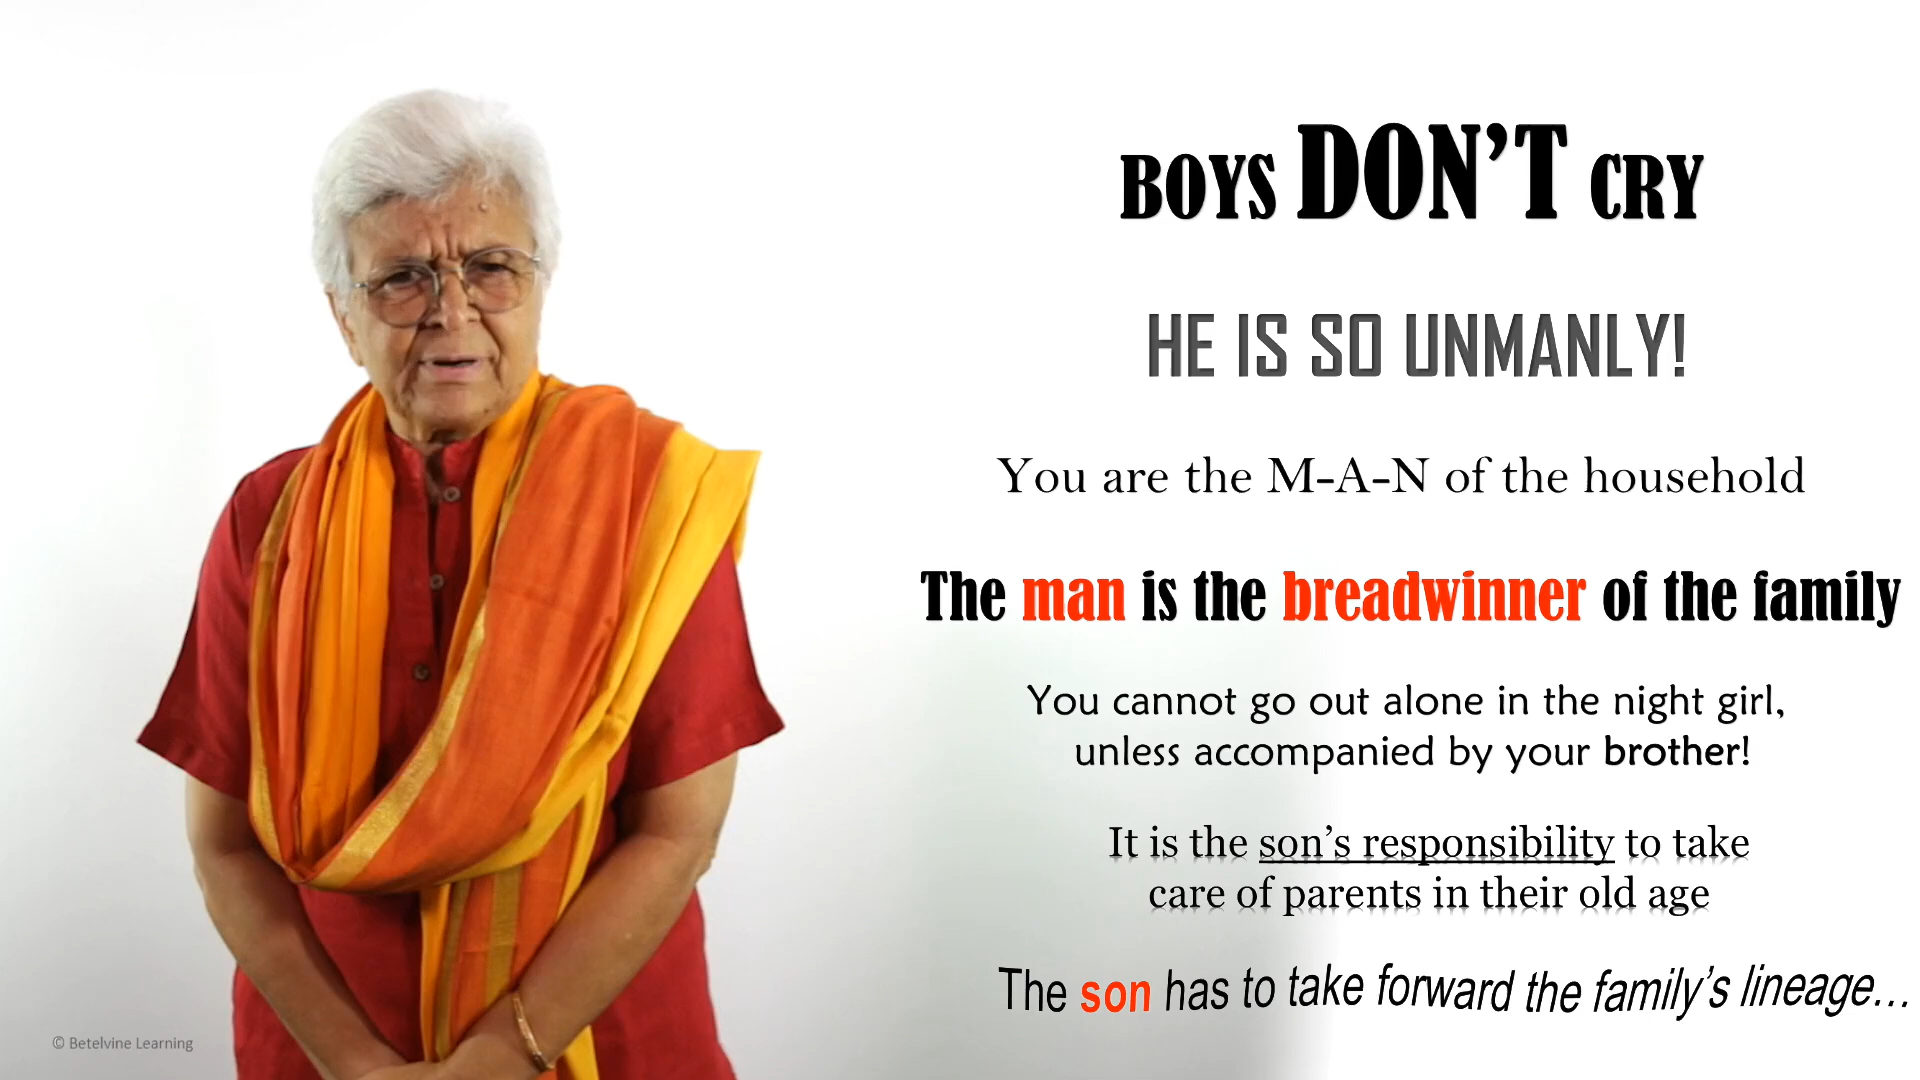 BOYS DON'T CRY
HE IS SO UNMANLY!
You are the M-A-N of the household
The man is the breadwinner of the family
You cannot go out alone in the night girl,
unless accompanied by your brother!
It is the son's responsibility to take
care of parents in their old age
The son has to take forward the family's lineage...
© Betelvine Learning